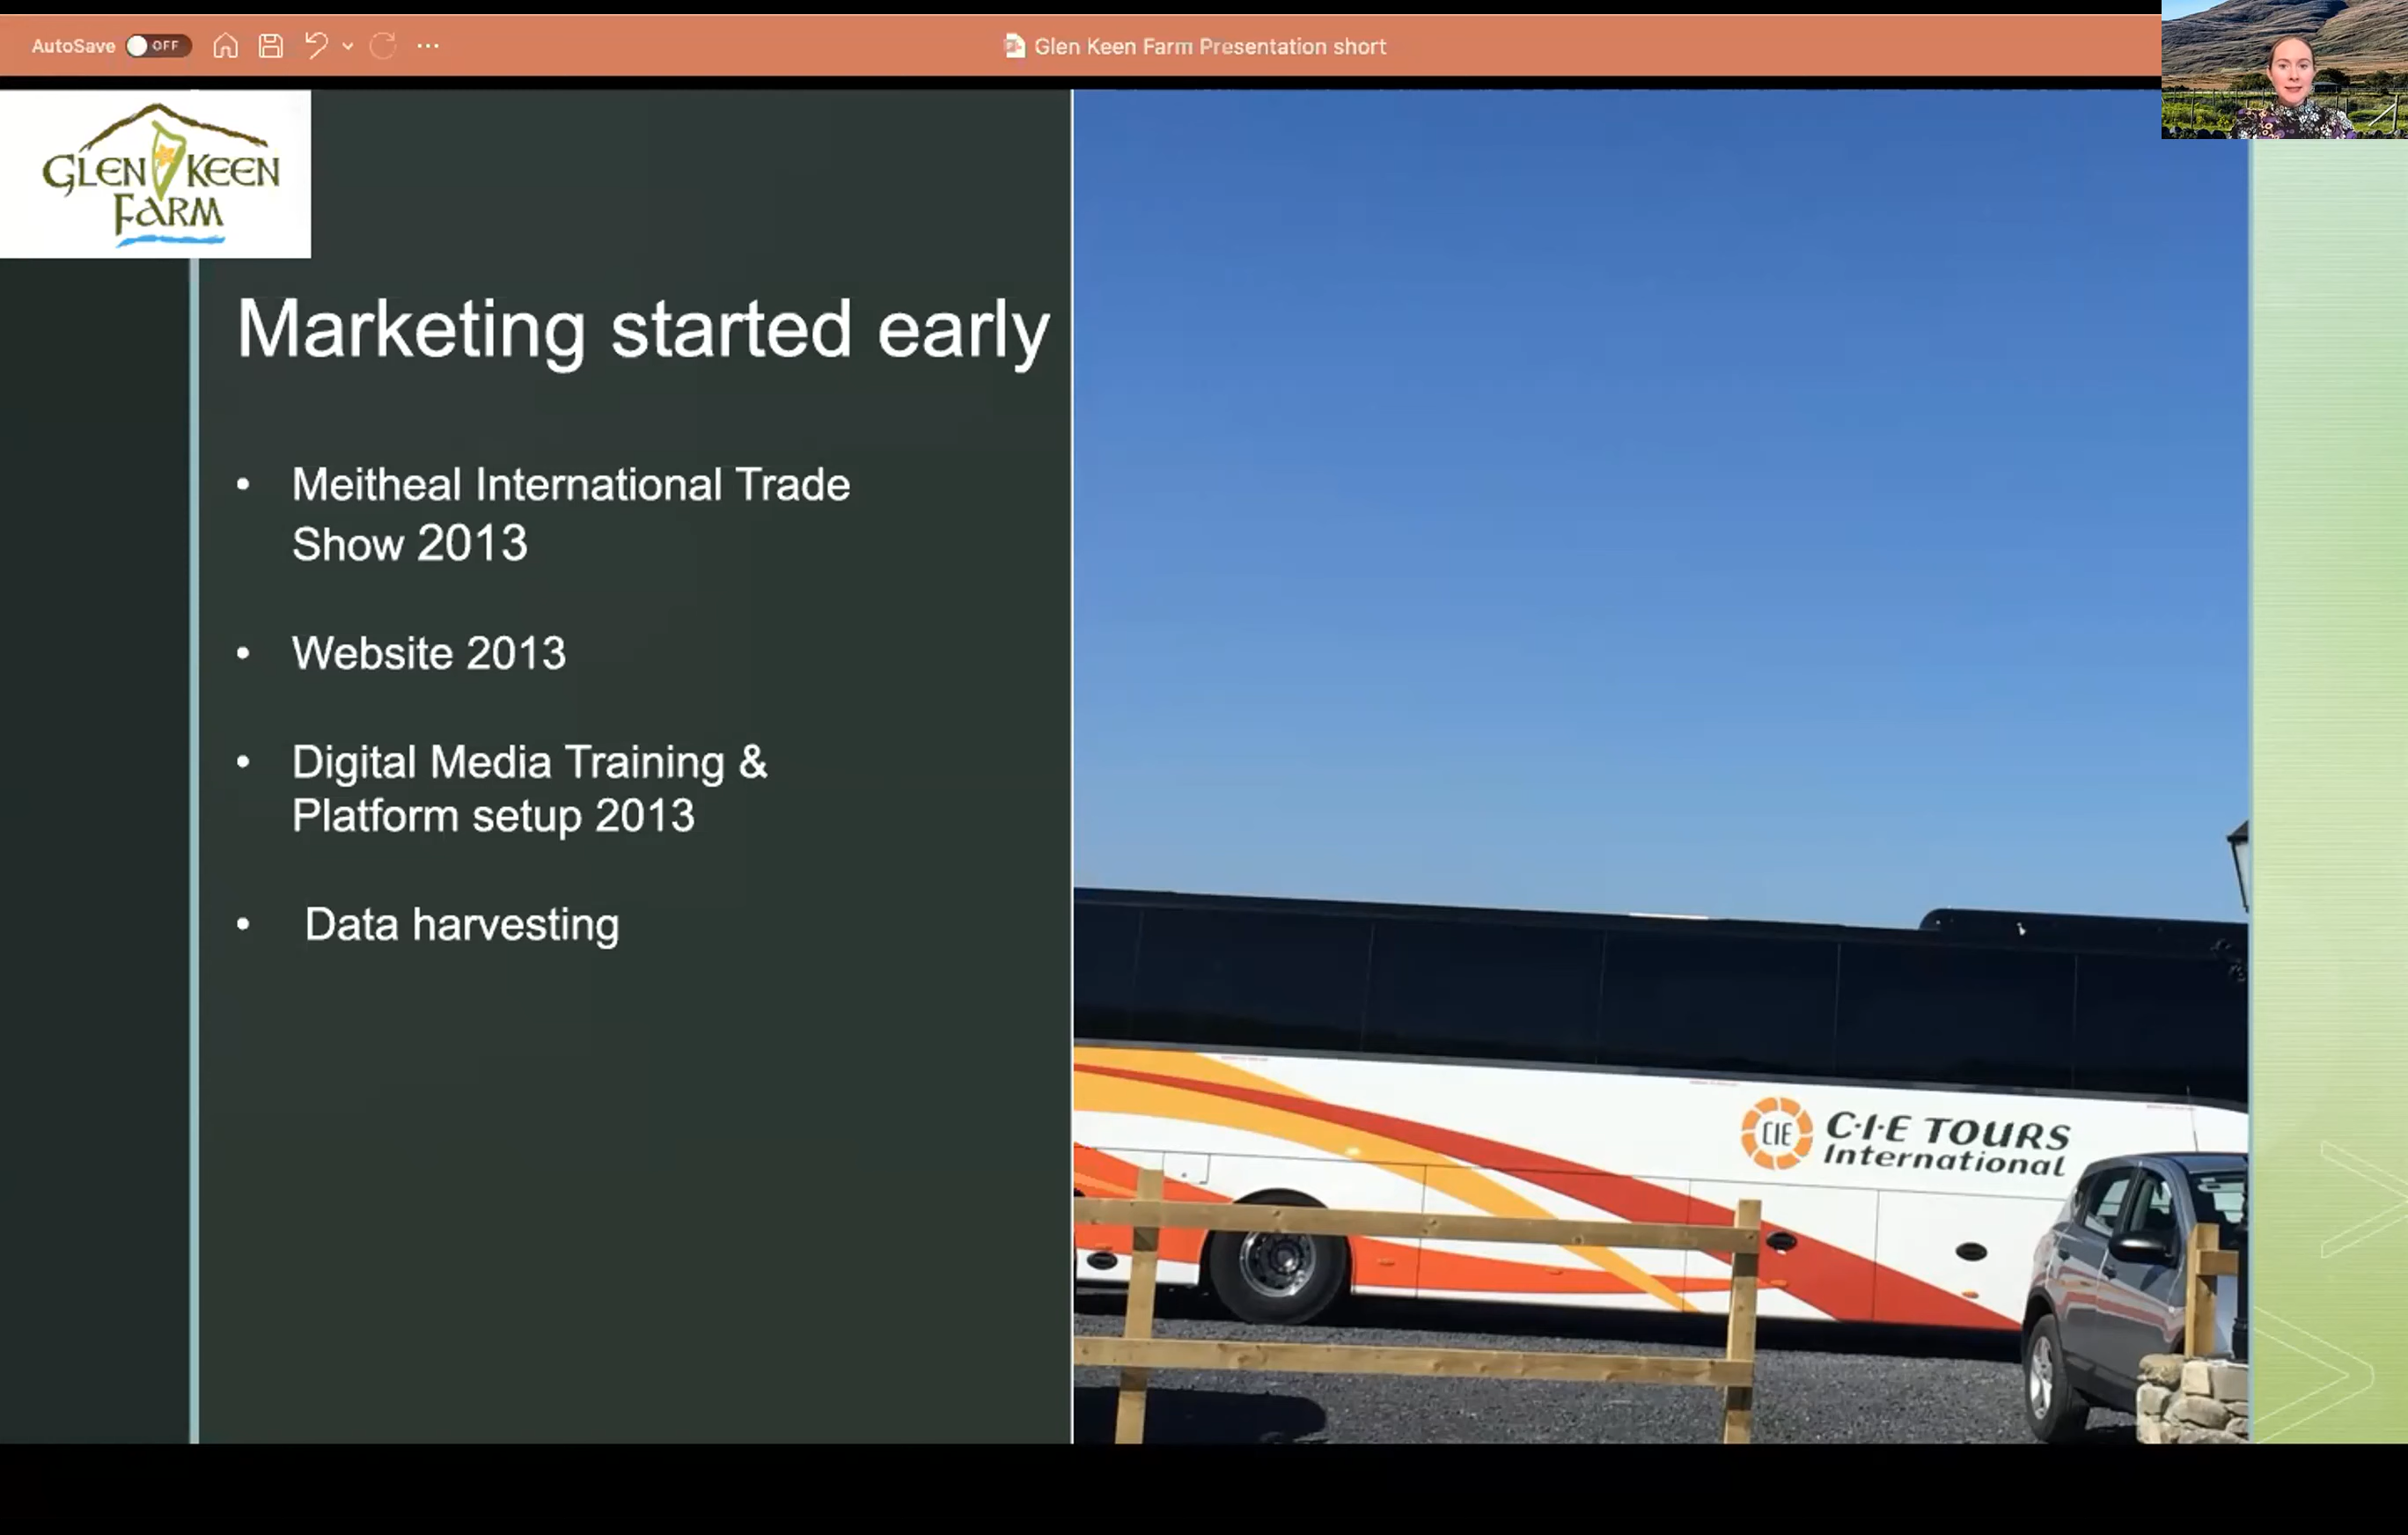 AutoSave OFF
Glen Keen Farm Presentation short
GLEN KEEN
FARM
Marketing started early
• Meitheal International Trade
Show 2013
• Website 2013
• Digital Media Training &
Platform setup 2013
• Data harvesting
CIE
C·I·E TOURS
International